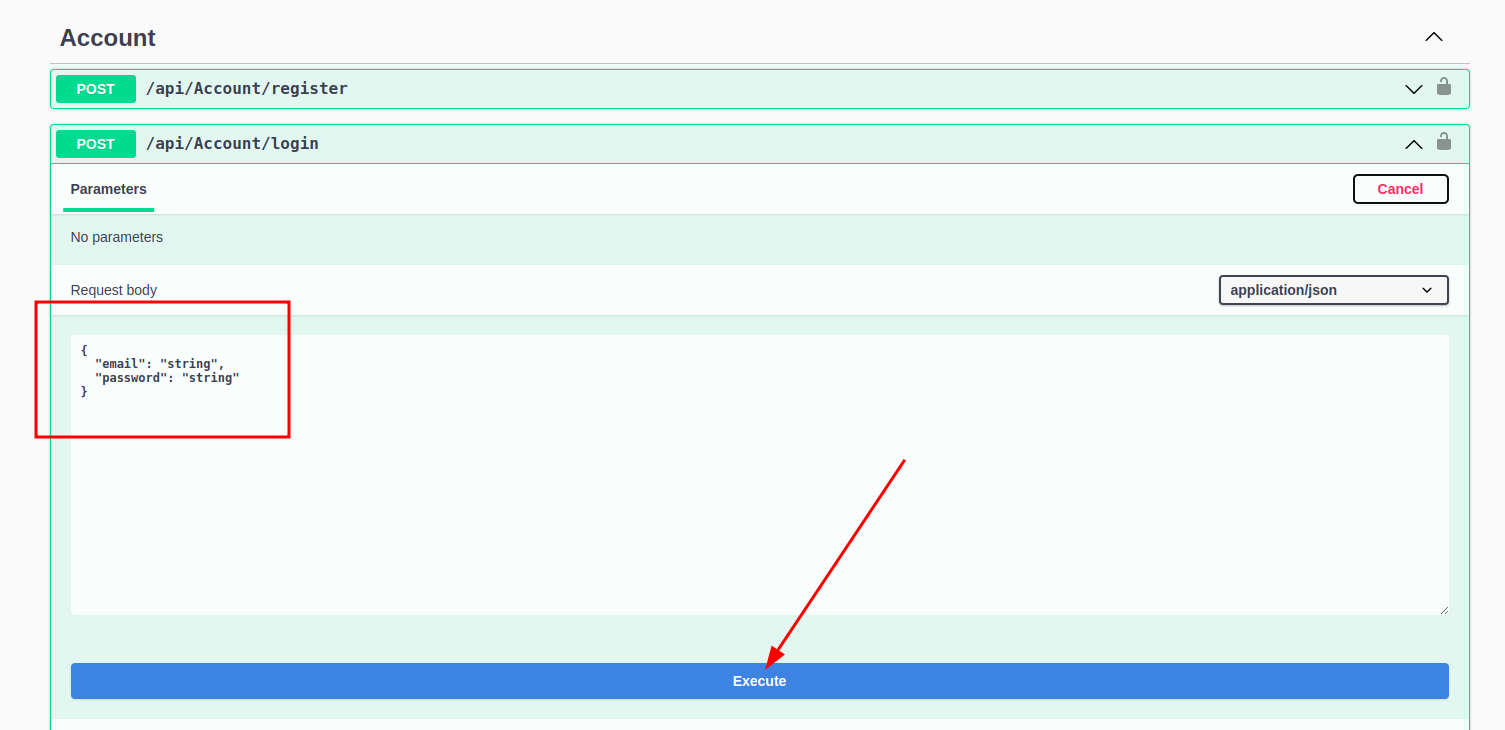 Account
POST /api/Account/register
POST /api/Account/login
Parameters Cancel
No parameters
Request body application/json
{
  "email": "string",
  "password": "string"
}
Execute